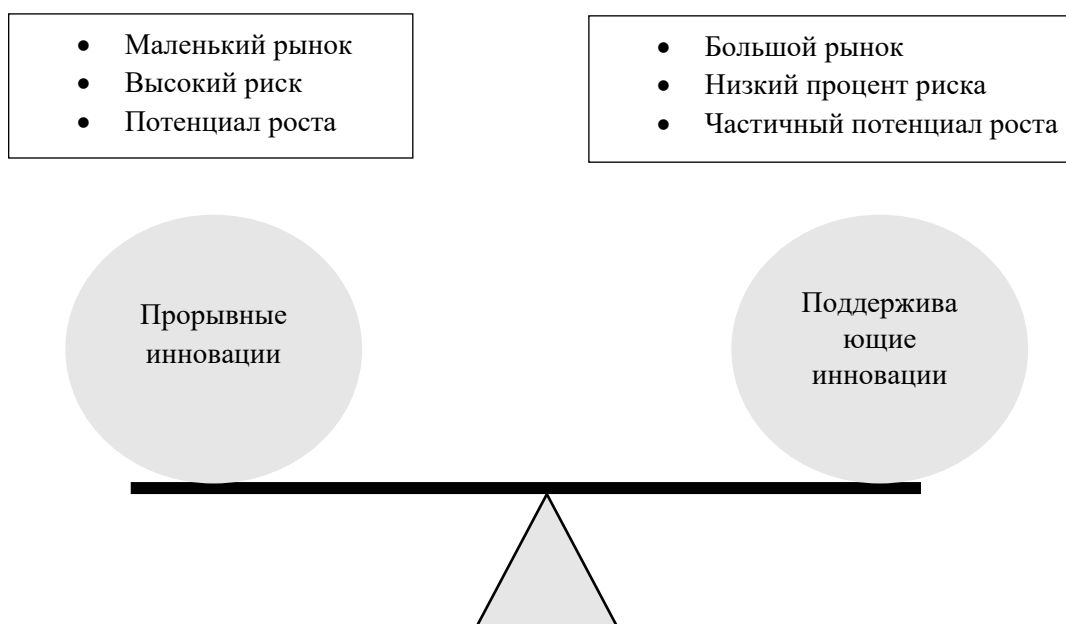 • Маленький рынок
• Высокий риск
• Потенциал роста
• Большой рынок
• Низкий процент риска
• Частичный потенциал роста
Прорывные
инновации
Поддержива
ющие
инновации